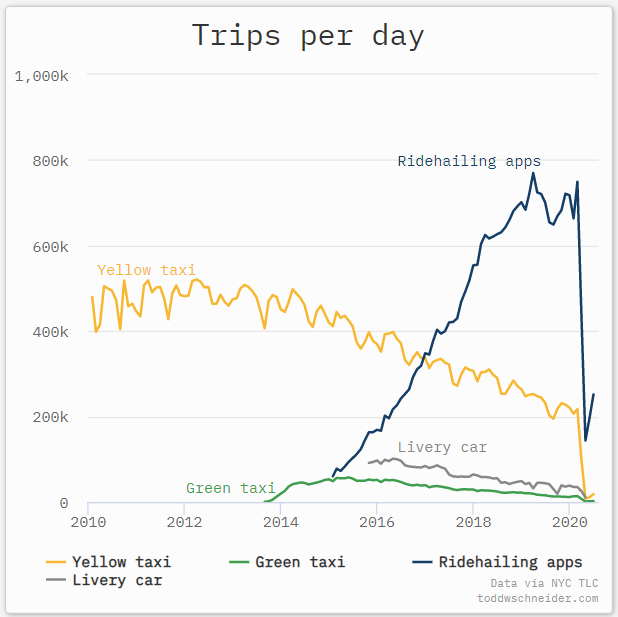 Trips per day
1,000k
800k
600k
400k
200k
0
Ridehailing apps
Yellow taxi
Livery car
Green taxi
2010 2012 2014 2016 2018 2020
Yellow taxi Green taxi Ridehailing apps
Livery car
Data via NYC TLC
toddwschneider.com